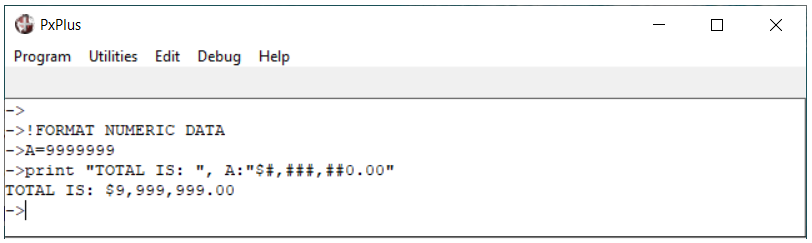 PxPlus
Program Utilities Edit Debug Help
->
->!FORMAT NUMERIC DATA
->A=9999999
->print "TOTAL IS: ", A:"$#,###,##0.00"
TOTAL IS: $9,999,999.00
->